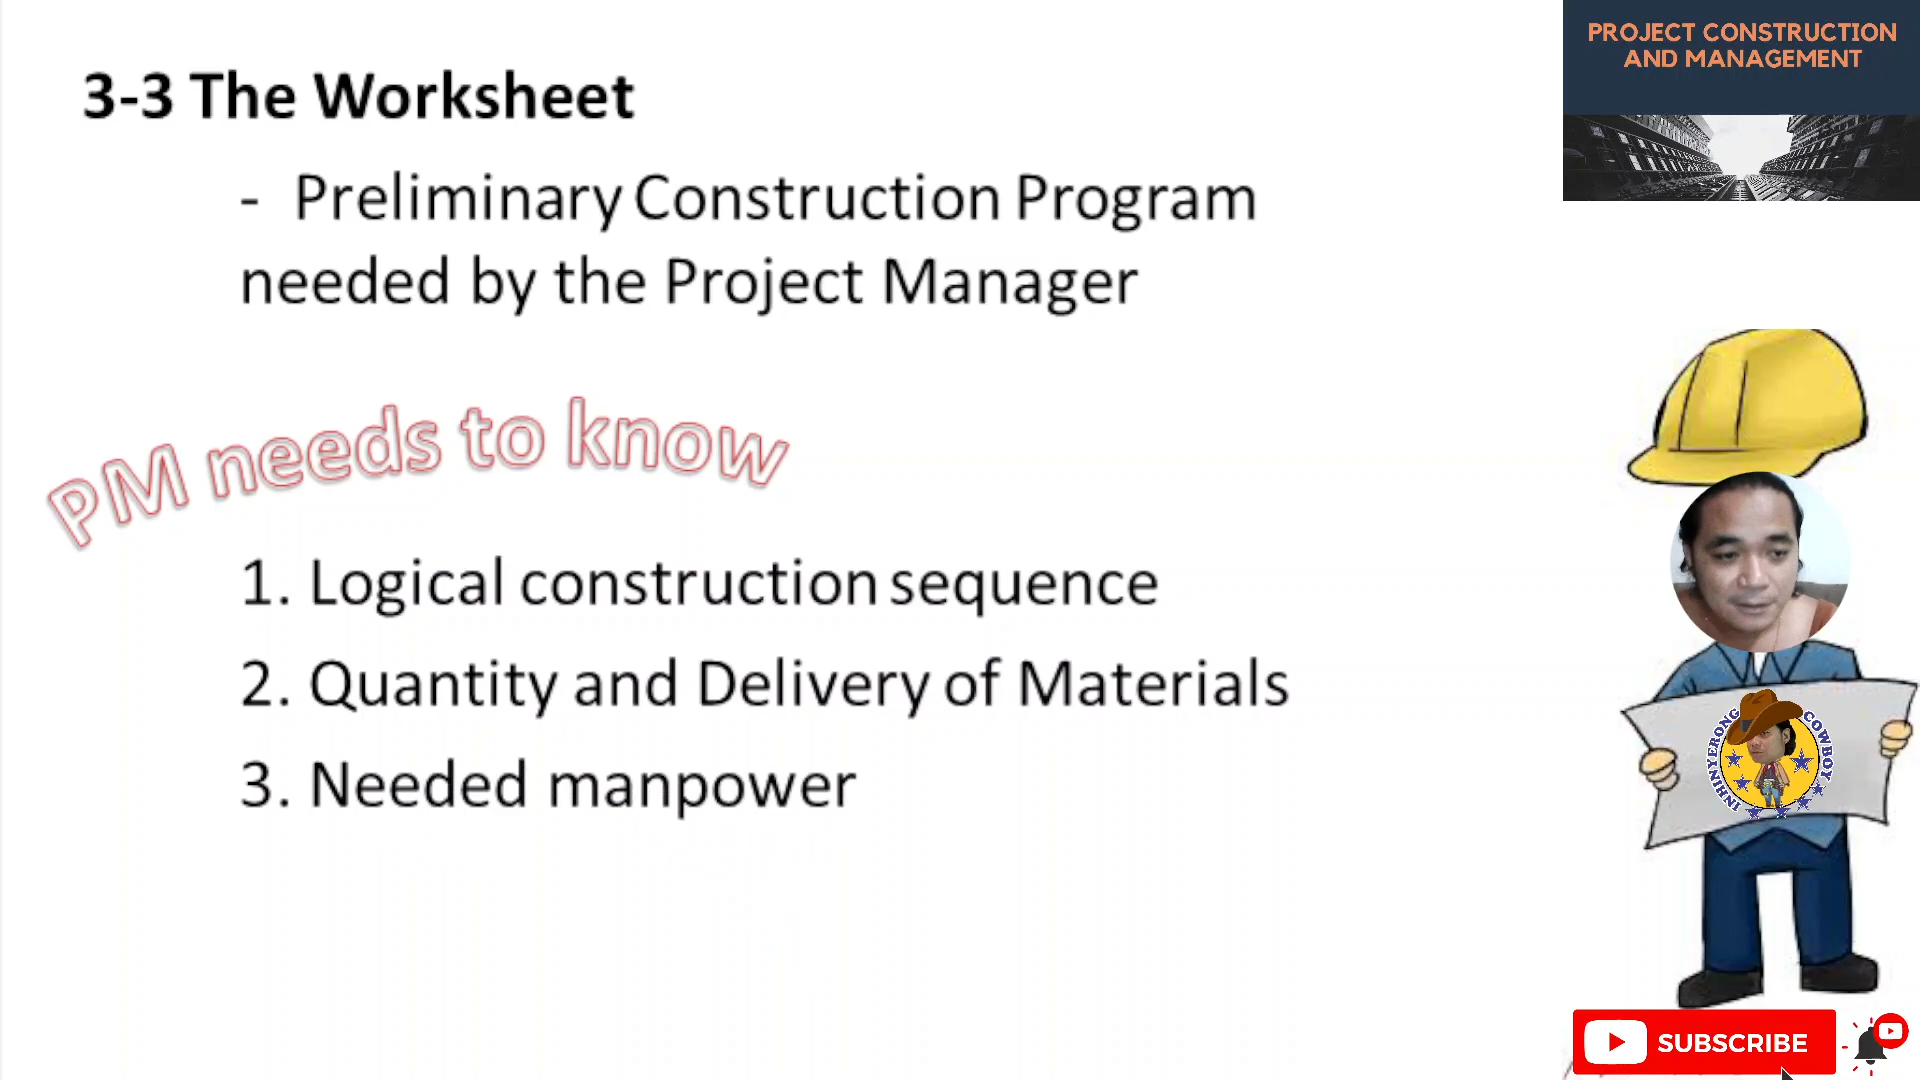 PROJECT CONSTRUCTION
AND MANAGEMENT
3-3 The Worksheet
- Preliminary Construction Program
needed by the Project Manager
PM needs to know
1. Logical construction sequence
2. Quantity and Delivery of Materials
3. Needed manpower
INHINYERONG COWBOY
SUBSCRIBE